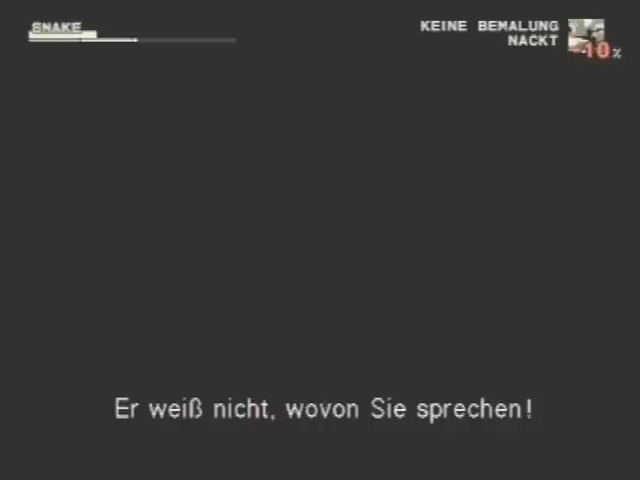 SNAKE
KEINE BEMALUNG
NACKT
-10%
Er weiß nicht, wovon Sie sprechen!